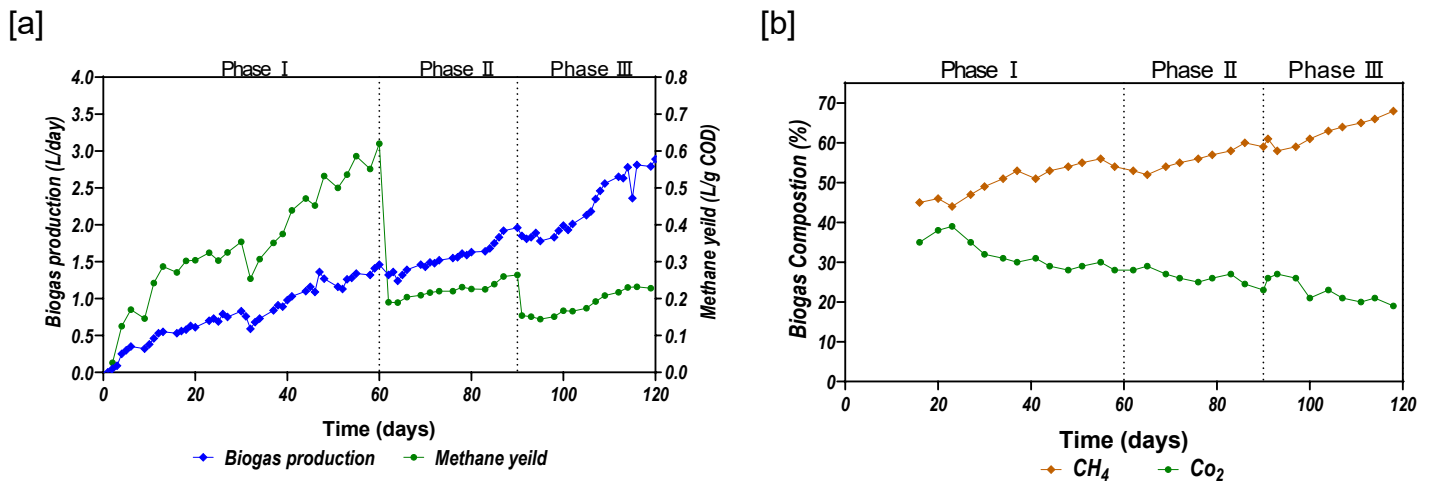 [a]
Phase Ⅰ Phase Ⅱ Phase Ⅲ
4.0
3.5
3.0
2.5
2.0
1.5
1.0
0.5
0.0
Biogas production (L/day)
0.8
0.7
0.6
0.5
0.4
0.3
0.2
0.1
0.0
Methane yeild (L/g COD)
0 20 40 60 80 100 120
Time (days)
Biogas production Methane yeild
[b]
Phase Ⅰ Phase Ⅱ Phase Ⅲ
70
60
50
40
30
20
10
0
Biogas Compostion (%)
0 20 40 60 80 100 120
Time (days)
CH4 Co2